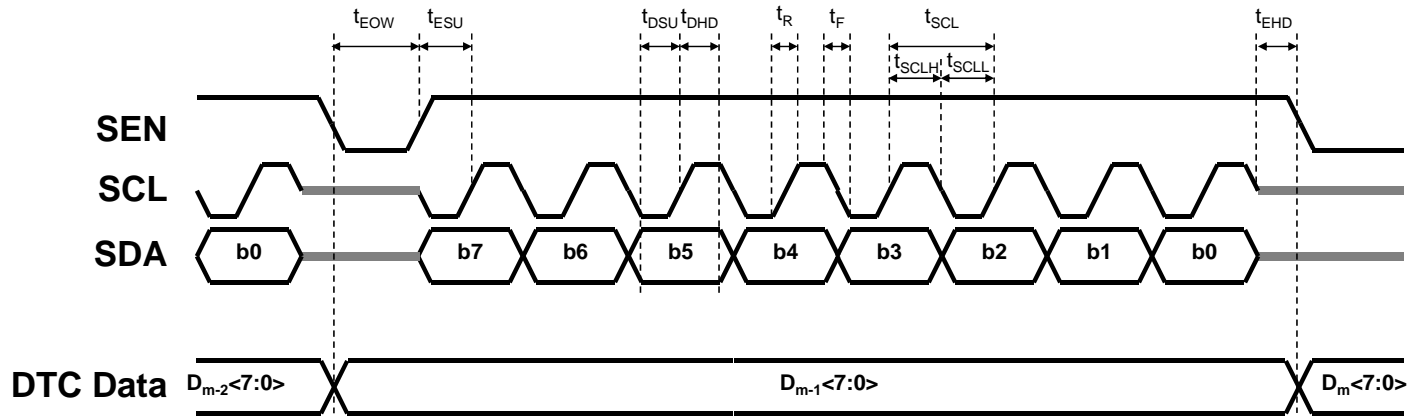 tEOW tESU tDSU tDHD tR tF tSCL tEHD
tSCLH tSCLL
SEN
SCL
SDA b0 b7 b6 b5 b4 b3 b2 b1 b0
DTC Data Dm-2<7:0> Dm-1<7:0> Dm<7:0>